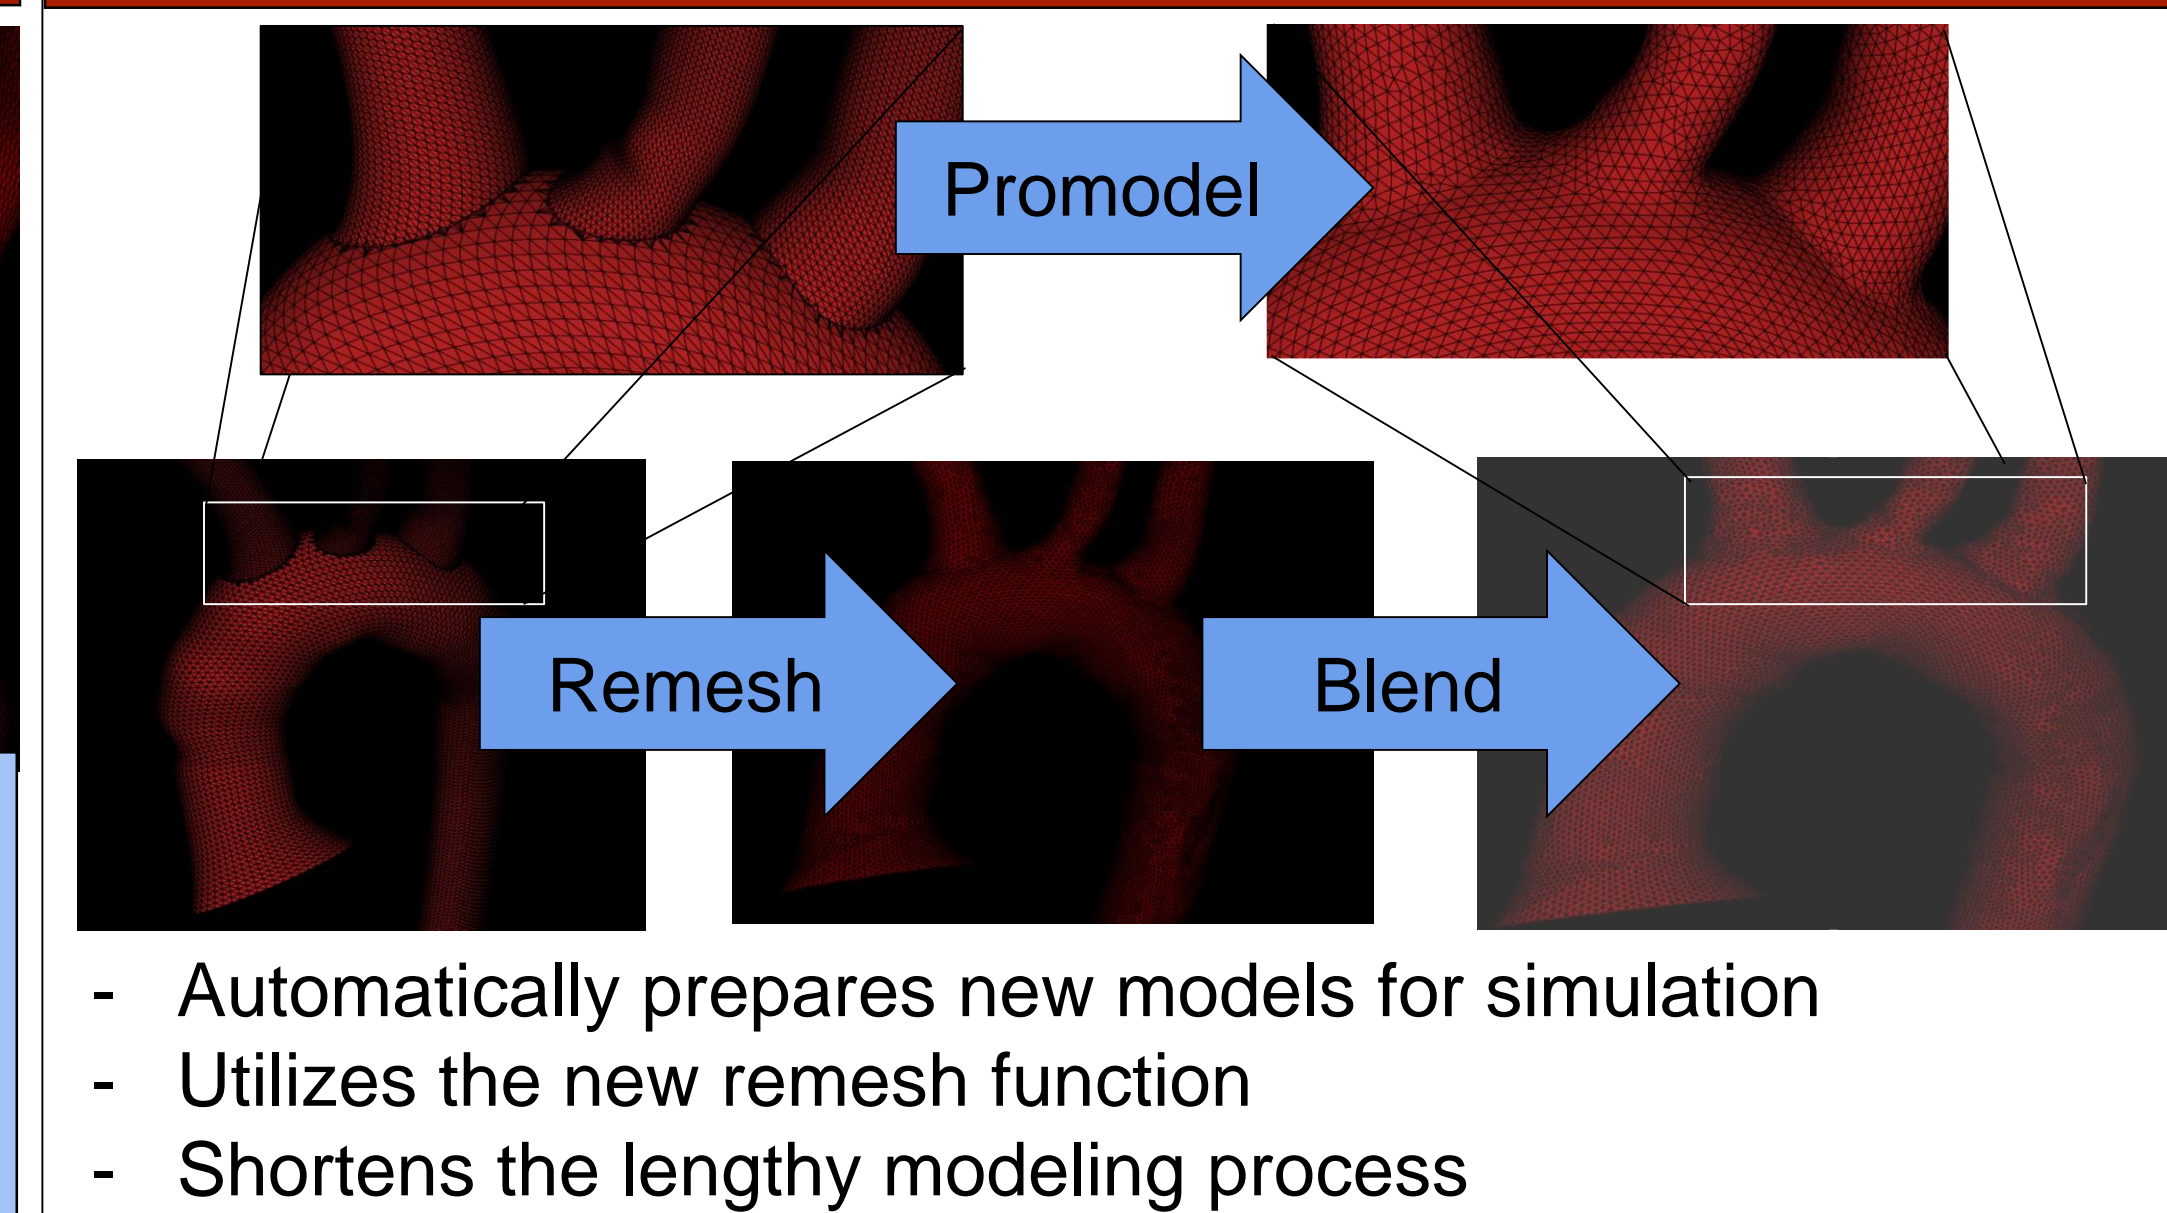 Promodel
Remesh
Blend
- Automatically prepares new models for simulation
- Utilizes the new remesh function
- Shortens the lengthy modeling process